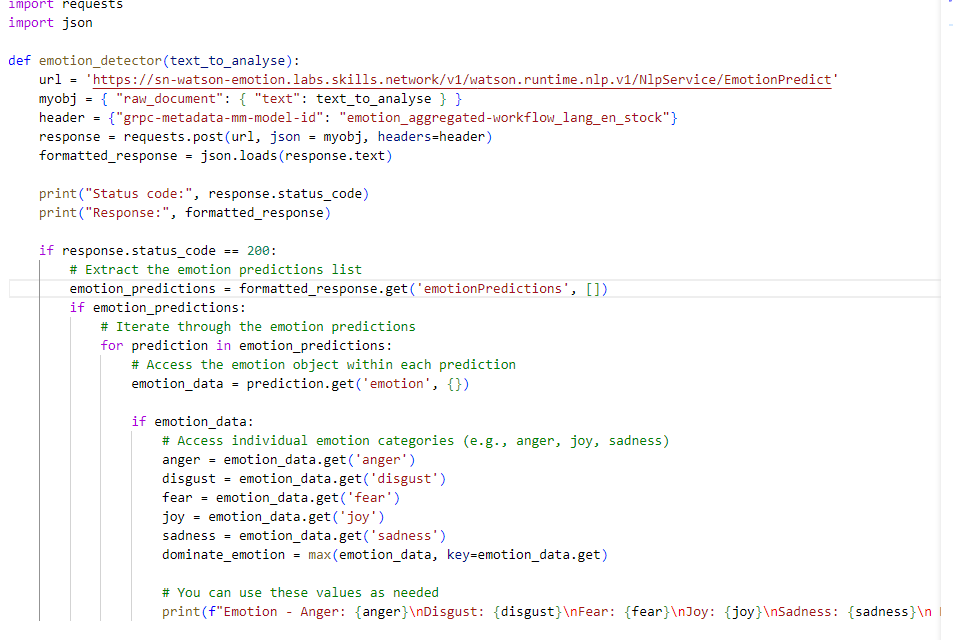 import requests
import json
def emotion_detector(text_to_analyse):
url = 'https://sn-watson-emotion.labs.skills.network/v1/watson.runtime.nlp.v1/NlpService/EmotionPredict'
myobj = { "raw_document": { "text": text_to_analyse } }
header = {"grpc-metadata-mm-model-id": "emotion_aggregated-workflow_lang_en_stock"}
response = requests.post(url, json = myobj, headers=header)
formatted_response = json.loads(response.text)
print("Status code:", response.status_code)
print("Response:", formatted_response)
if response.status_code == 200:
# Extract the emotion predictions list
emotion_predictions = formatted_response.get('emotionPredictions', [])
if emotion_predictions:
# Iterate through the emotion predictions
for prediction in emotion_predictions:
# Access the emotion object within each prediction
emotion_data = prediction.get('emotion', {})
if emotion_data:
# Access individual emotion categories (e.g., anger, joy, sadness)
anger = emotion_data.get('anger')
disgust = emotion_data.get('disgust')
fear = emotion_data.get('fear')
joy = emotion_data.get('joy')
sadness = emotion_data.get('sadness')
dominate_emotion = max(emotion_data, key=emotion_data.get)
# You can use these values as needed
print(f"Emotion - Anger: {anger}\nDisgust: {disgust}\nFear: {fear}\nJoy: {joy}\nSadness: {sadness}\n